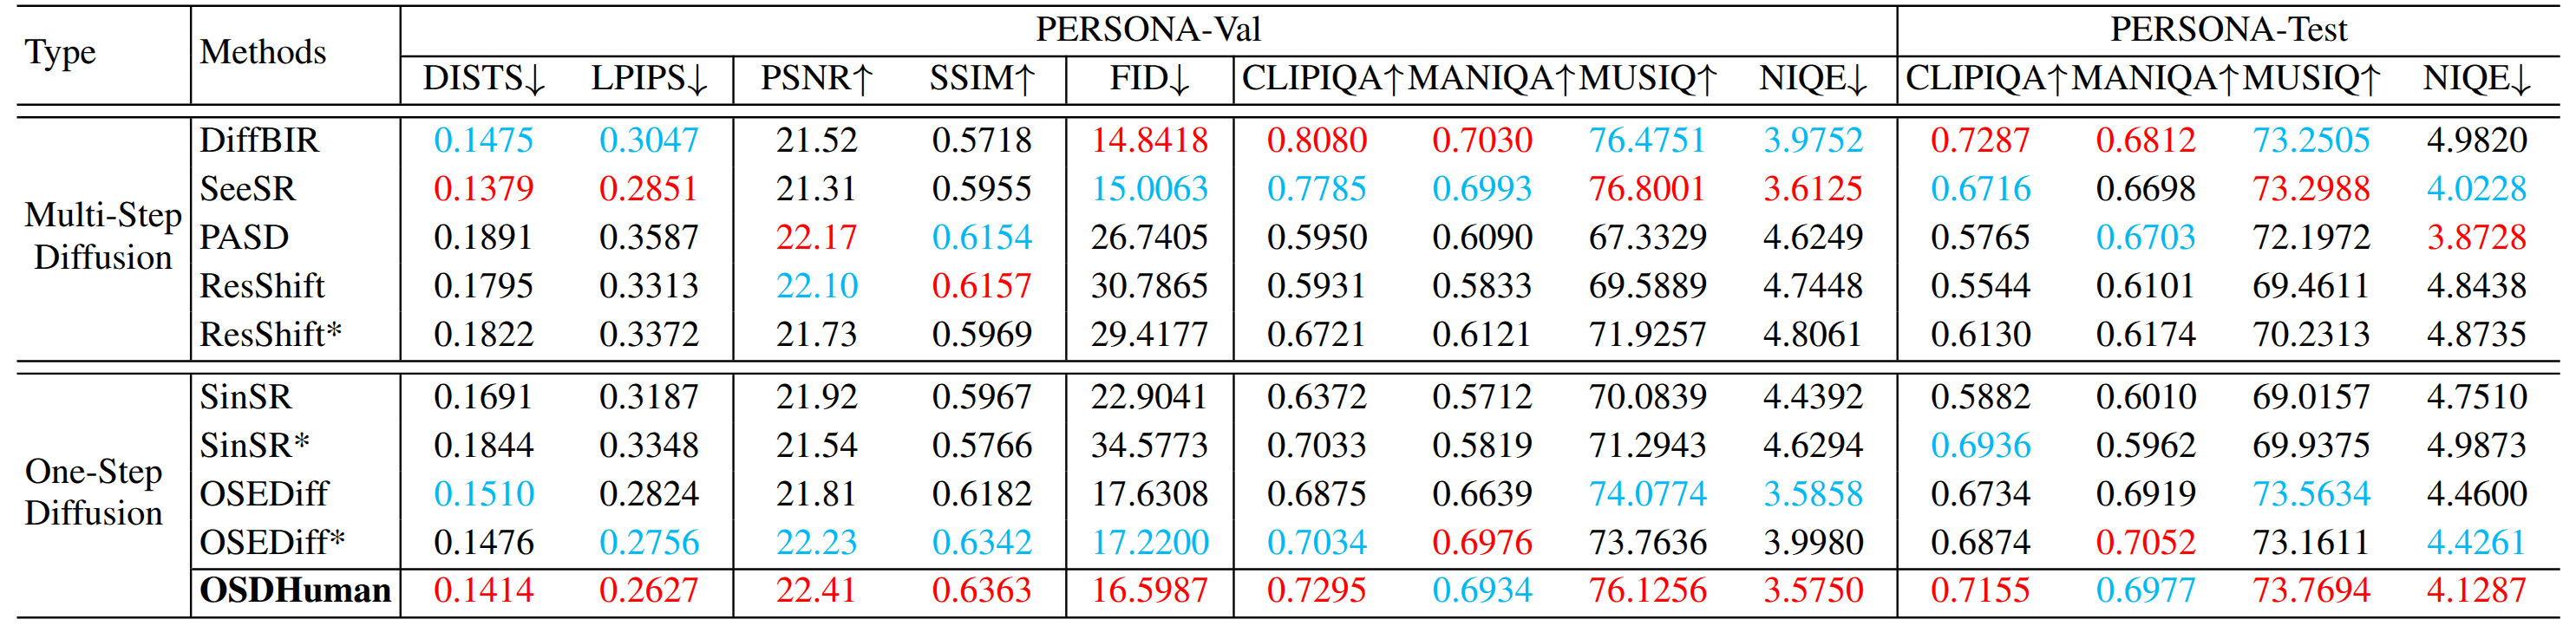 Type Methods PERSONA-Val PERSONA-Test
DISTS↓ LPIPS↓ PSNR↑ SSIM↑ FID↓ CLIPIQA↑ MANIQA↑ MUSIQ↑ NIQE↓ CLIPIQA↑ MANIQA↑ MUSIQ↑ NIQE↓
Multi-Step
Diffusion
DiffBIR 0.1475 0.3047 21.52 0.5718 14.8418 0.8080 0.7030 76.4751 3.9752 0.7287 0.6812 73.2505 4.9820
SeeSR 0.1379 0.2851 21.31 0.5955 15.0063 0.7785 0.6993 76.8001 3.6125 0.6716 0.6698 73.2988 4.0228
PASD 0.1891 0.3587 22.17 0.6154 26.7405 0.5950 0.6090 67.3329 4.6249 0.5765 0.6703 72.1972 3.8728
ResShift 0.1795 0.3313 22.10 0.6157 30.7865 0.5931 0.5833 69.5889 4.7448 0.5544 0.6101 69.4611 4.8438
ResShift* 0.1822 0.3372 21.73 0.5969 29.4177 0.6721 0.6121 71.9257 4.8061 0.6130 0.6174 70.2313 4.8735
One-Step
Diffusion
SinSR 0.1691 0.3187 21.92 0.5967 22.9041 0.6372 0.5712 70.0839 4.4392 0.5882 0.6010 69.0157 4.7510
SinSR* 0.1844 0.3348 21.54 0.5766 34.5773 0.7033 0.5819 71.2943 4.6294 0.6936 0.5962 69.9375 4.9873
OSEDiff 0.1510 0.2824 21.81 0.6182 17.6308 0.6875 0.6639 74.0774 3.5858 0.6734 0.6919 73.5634 4.4600
OSEDiff* 0.1476 0.2756 22.23 0.6342 17.2200 0.7034 0.6976 73.7636 3.9980 0.6874 0.7052 73.1611 4.4261
OSDHuman 0.1414 0.2627 22.41 0.6363 16.5987 0.7295 0.6934 76.1256 3.5750 0.7155 0.6977 73.7694 4.1287